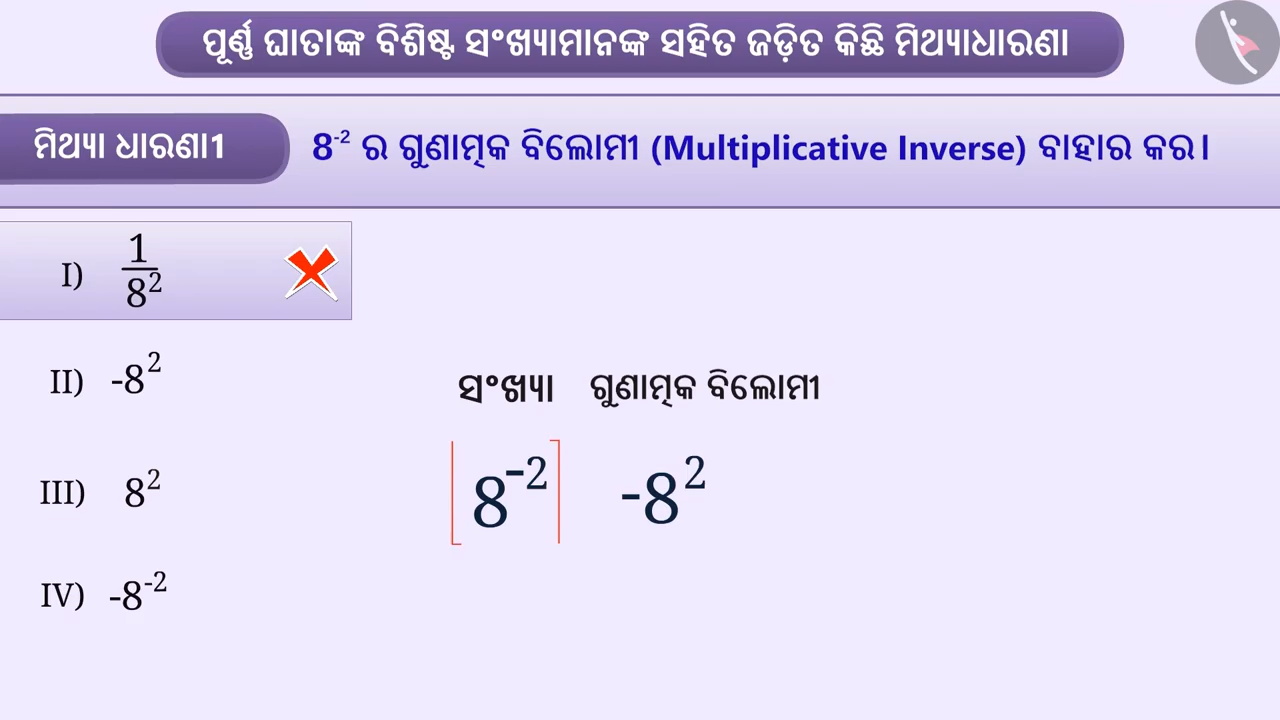 ପୂର୍ଣ୍ଣ ଘାତାଙ୍କ ବିଶିଷ୍ଟ ସଂଖ୍ୟାମାନଙ୍କ ସହିତ ଜଡ଼ିତ କିଛି ମିଥ୍ୟାଧାରଣା
ମିଥ୍ୟା ଧାରଣା1 8⁻² ର ଗୁଣାତ୍ମକ ବିଲୋମୀ (Multiplicative Inverse) ବାହାର କର।
I) 1/8²
II) -8²
ସଂଖ୍ୟା ଗୁଣାତ୍ମକ ବିଲୋମୀ
III) 8²
8⁻² -8²
IV) -8⁻²